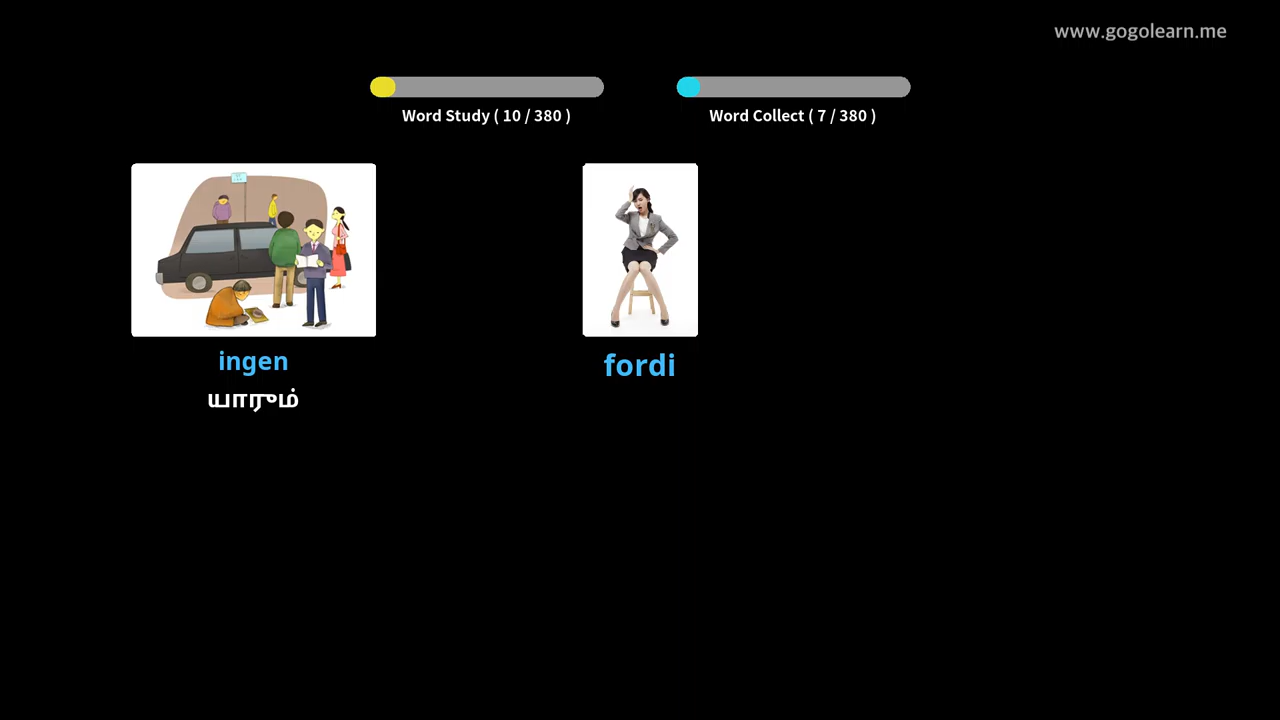 www.gogolearn.me
Word Study ( 10 / 380 )
Word Collect ( 7 / 380 )
ingen
யாரும்
fordi